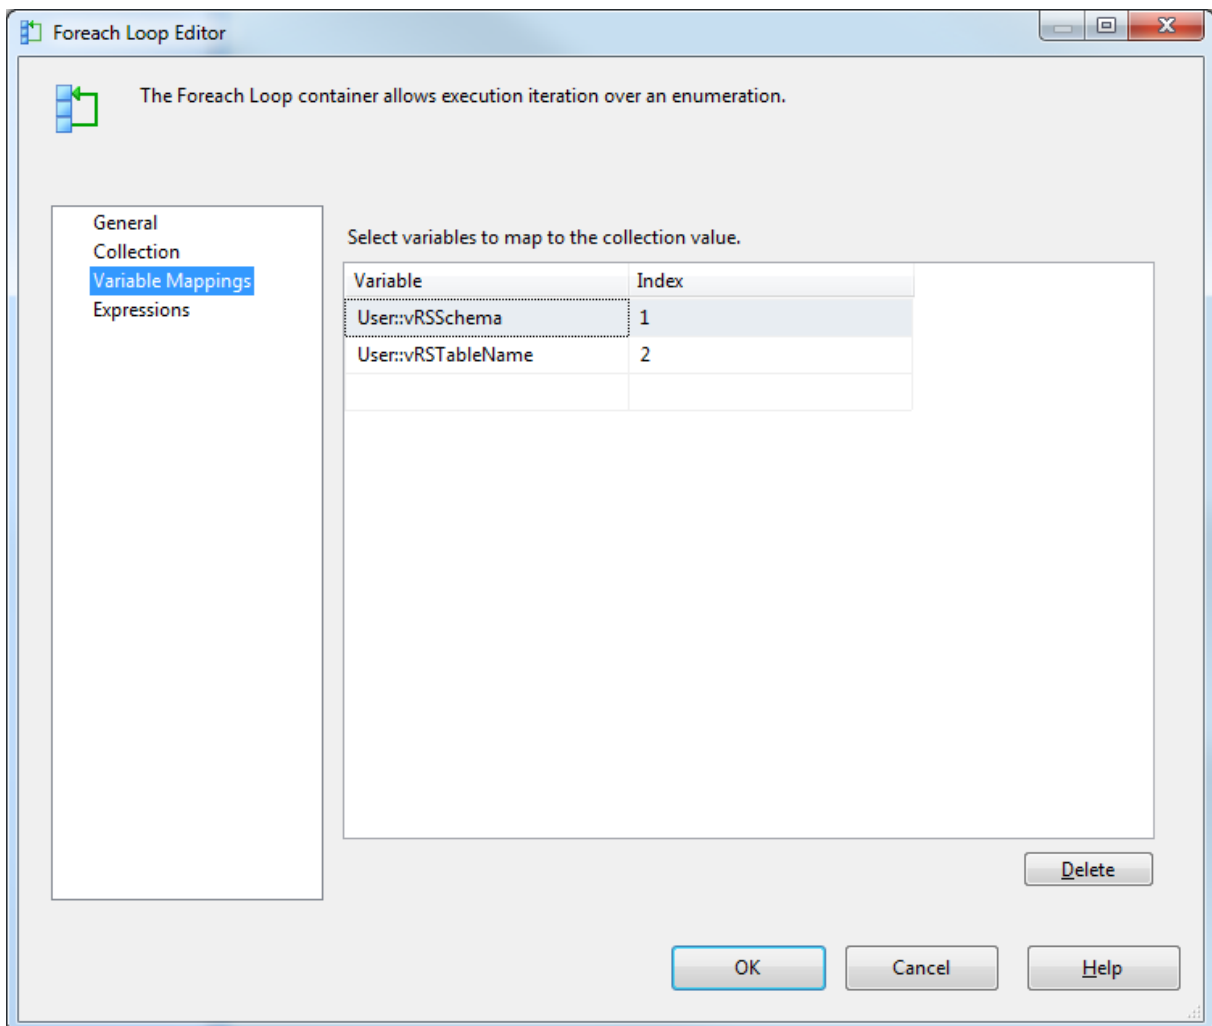 Foreach Loop Editor
The Foreach Loop container allows execution iteration over an enumeration.
General
Collection
Variable Mappings
Expressions
Select variables to map to the collection value.
Variable Index
User::vRSSchema 1
User::vRSTableName 2
Delete
OK Cancel Help